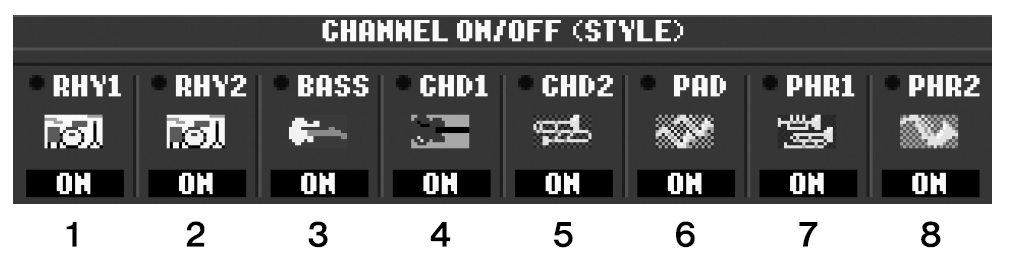 CHANNEL ON/OFF (STYLE)
RHY1 RHY2 BASS CHD1 CHD2 PAD PHR1 PHR2
ON ON ON ON ON ON ON ON
1 2 3 4 5 6 7 8